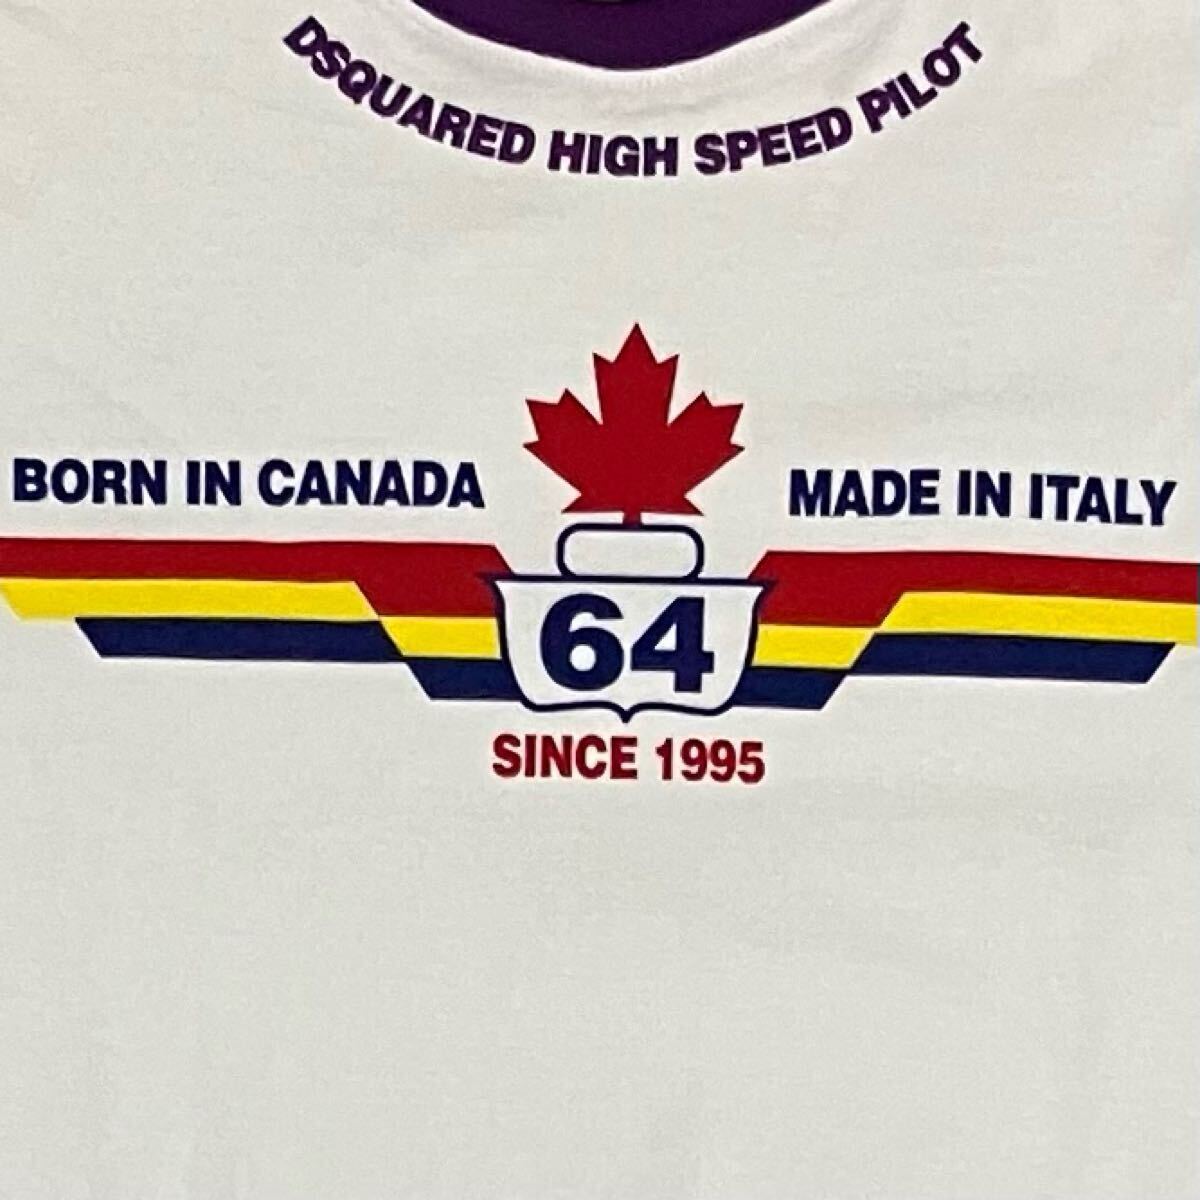 DSQUARED HIGH SPEED PILOT
BORN IN CANADA
MADE IN ITALY
64
SINCE 1995